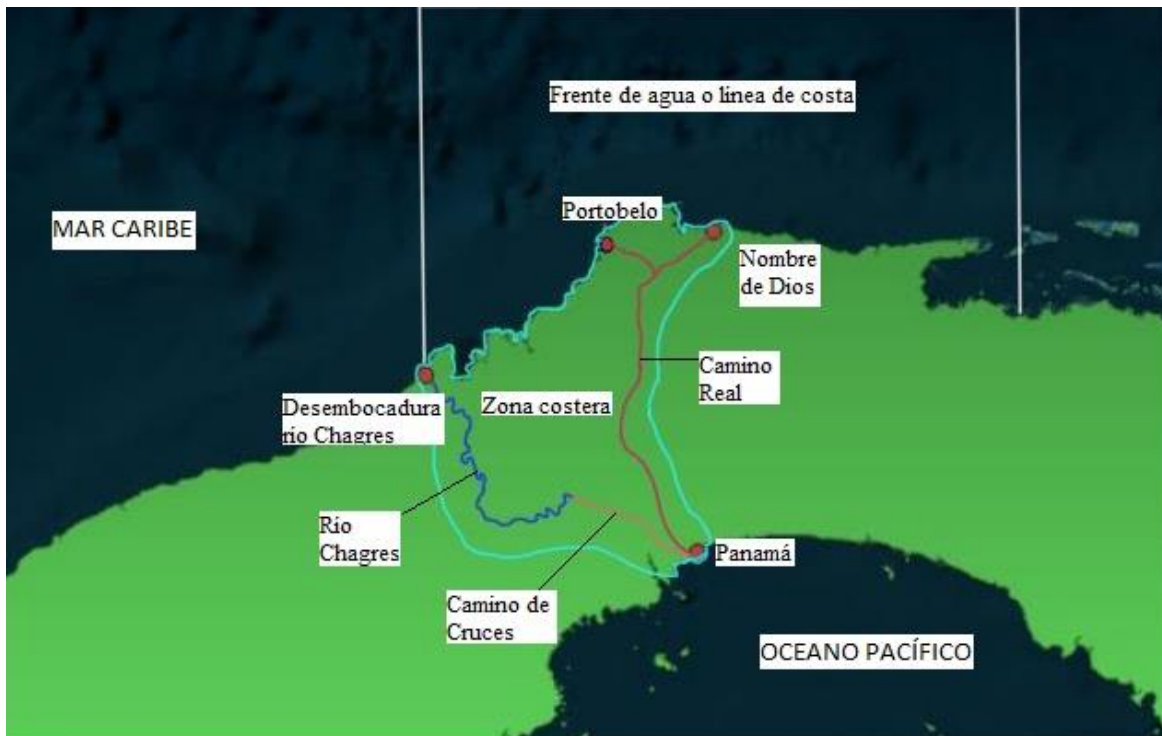 Frente de agua o linea de costa
MAR CARIBE
Portobelo
Nombre
de Dios
Camino
Real
Desembocadura
río Chagres
Zona costera
Río
Chagres
Panamá
Camino de
Cruces
OCEANO PACÍFICO